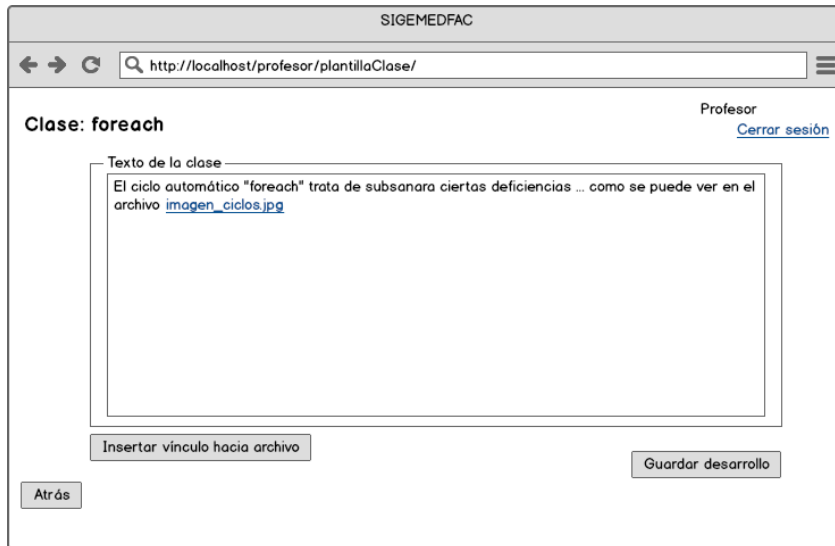 SIGEMEDFAC
http://localhost/profesor/plantillaClase/
Profesor
Clase: foreach
Cerrar sesión
Texto de la clase
El ciclo automático "foreach" trata de subsanara ciertas deficiencias ... como se puede ver en el
archivo imagen_ciclos.jpg
Insertar vínculo hacia archivo
Guardar desarrollo
Atrás